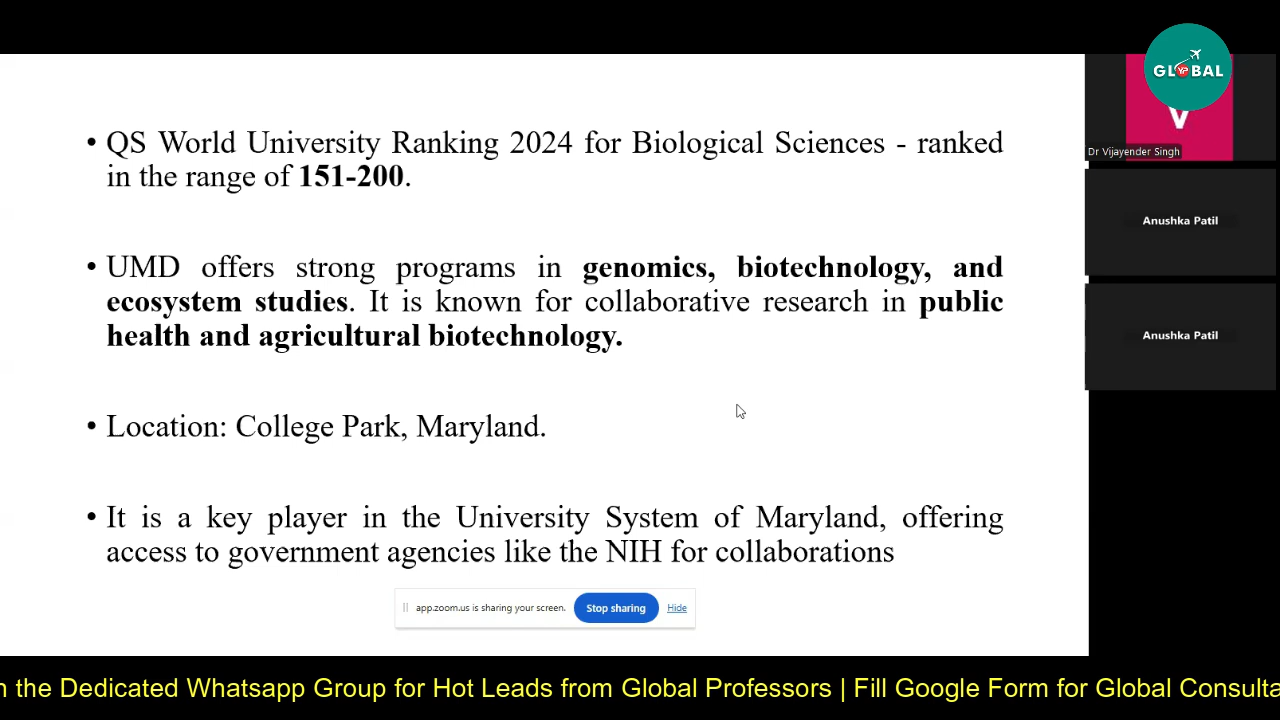 • QS World University Ranking 2024 for Biological Sciences - ranked
in the range of 151-200.
• UMD offers strong programs in genomics, biotechnology, and
ecosystem studies. It is known for collaborative research in public
health and agricultural biotechnology.
• Location: College Park, Maryland.
• It is a key player in the University System of Maryland, offering
access to government agencies like the NIH for collaborations
app.zoom.us is sharing your screen. Stop sharing Hide
GLOBAL
YP
V
Dr Vijayender Singh
Anushka Patil
Anushka Patil
the Dedicated Whatsapp Group for Hot Leads from Global Professors | Fill Google Form for Global